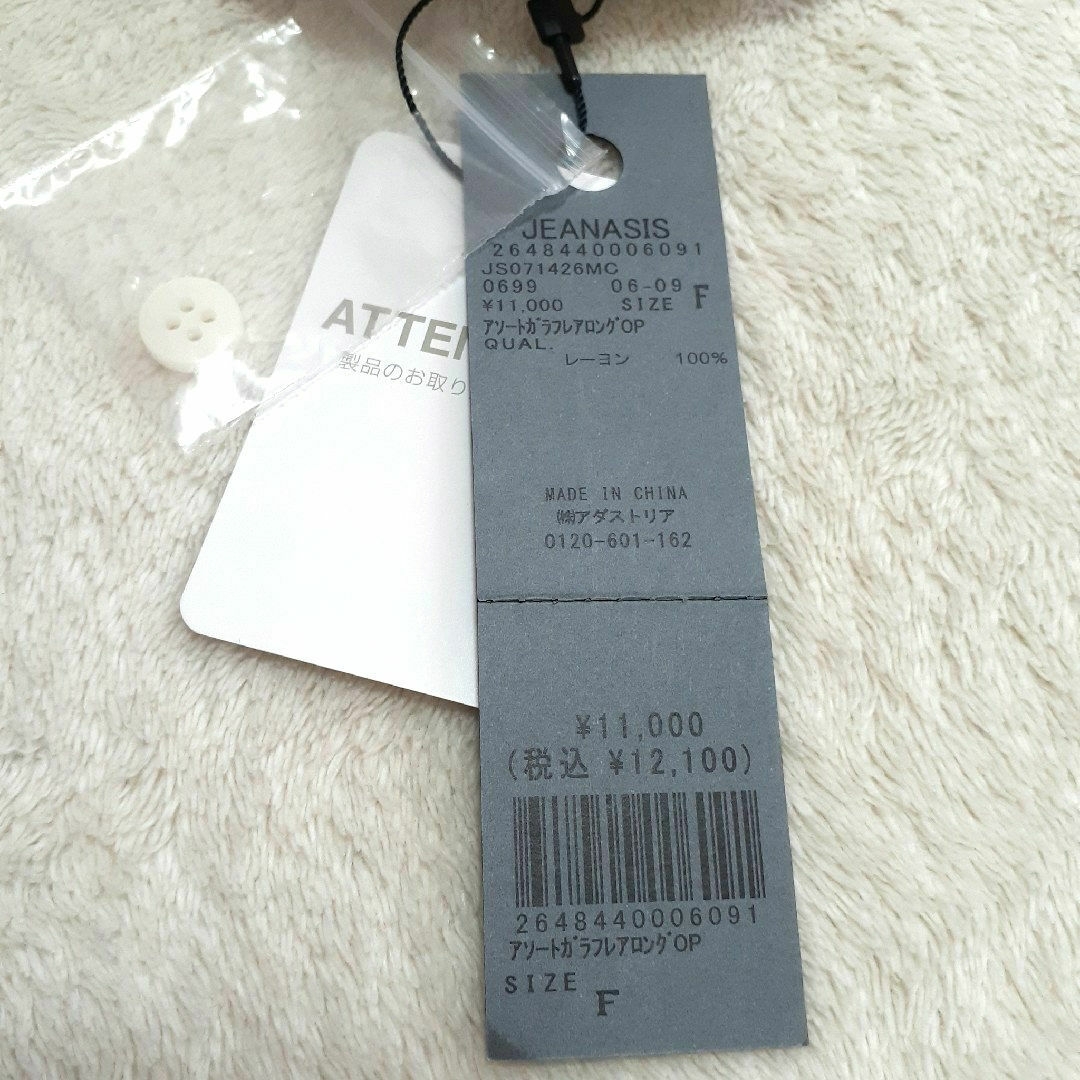 JEANASIS
2648440006091
JS071426MC
0699 06-09
¥11,000 SIZE F
アソートガラフレアロングOP
QUAL.
レーヨン 100%
MADE IN CHINA
㈱アダストリア
0120-601-162
¥11,000
(税込 ¥12,100)
2648440006091
アソートガラフレアロングOP
SIZE
F
ATTE
製品のお取り